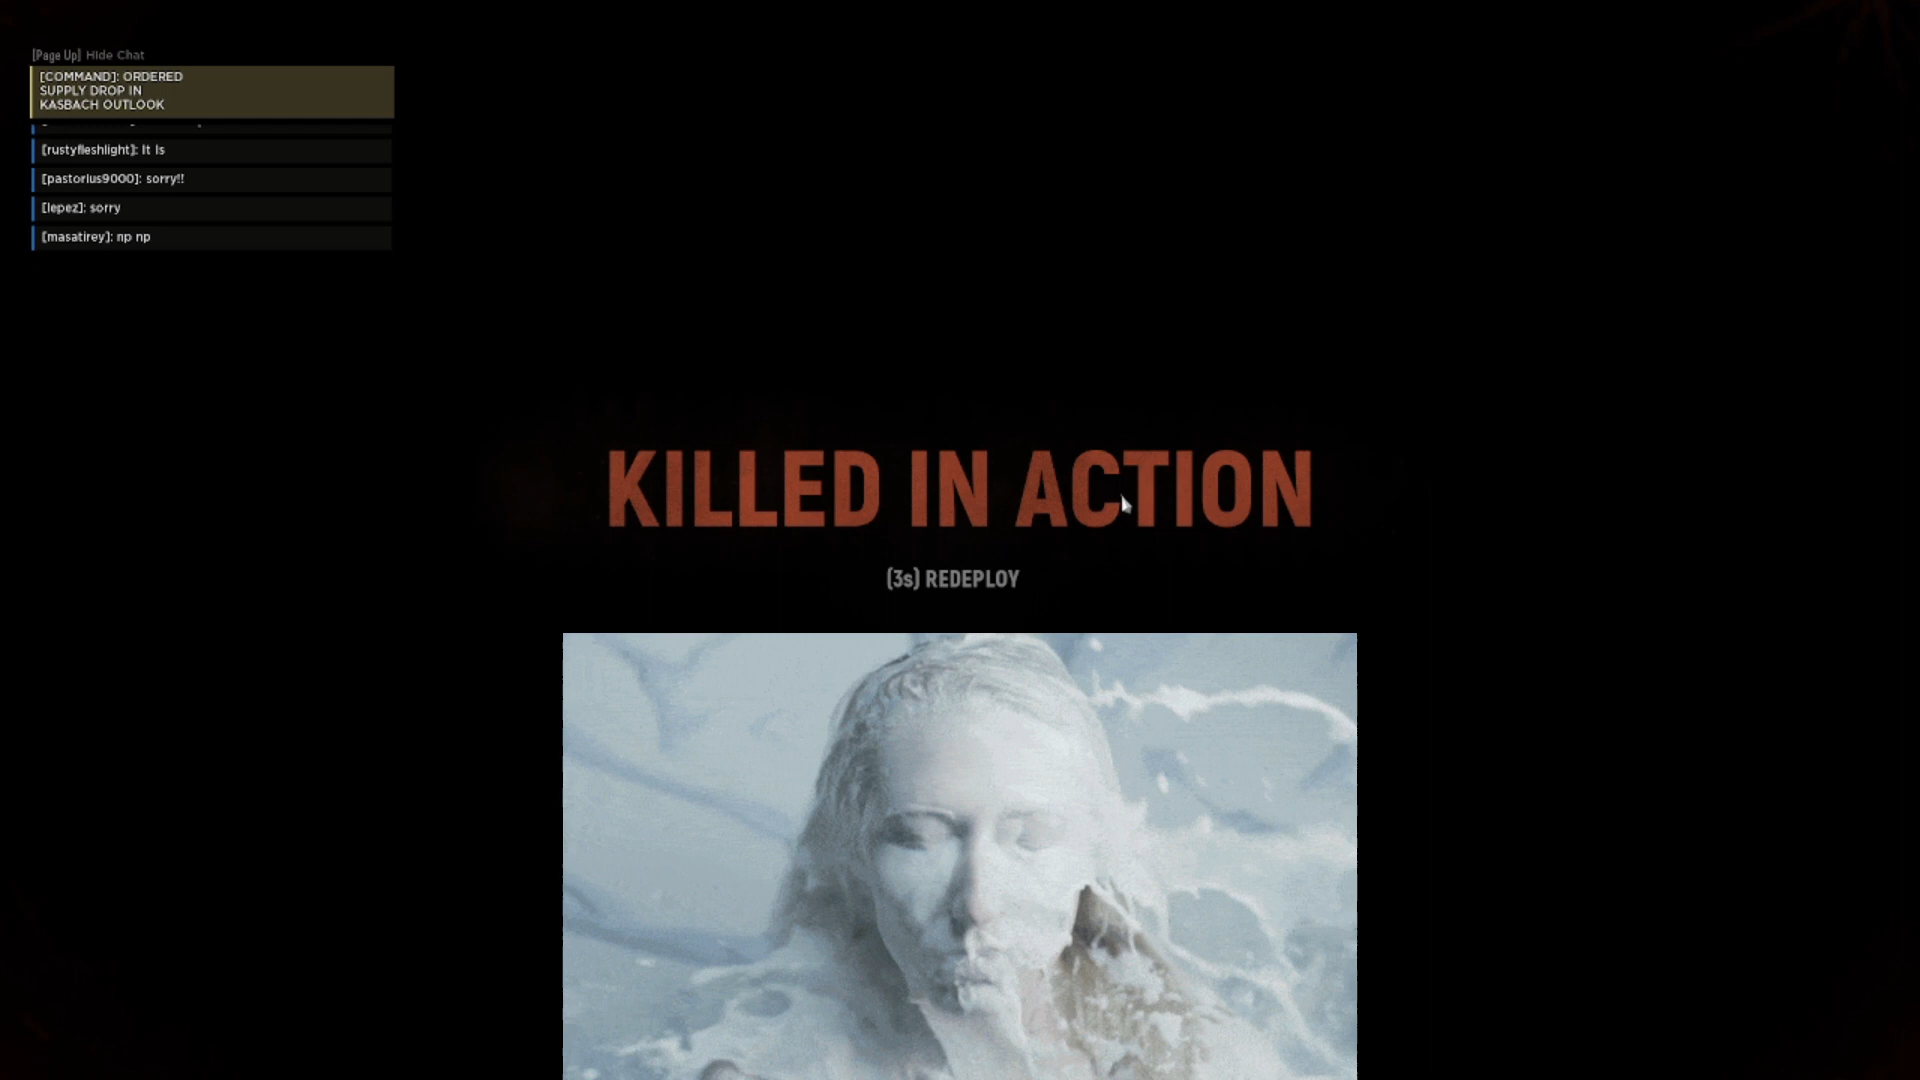 [Page Up] Hide Chat
[COMMAND]: ORDERED
SUPPLY DROP IN
KASBACH OUTLOOK
[rustyfleshlight]: It Is
[pastorius9000]: sorry!!
[lepez]: sorry
[masatirey]: np np
KILLED IN ACTION
(3s) REDEPLOY